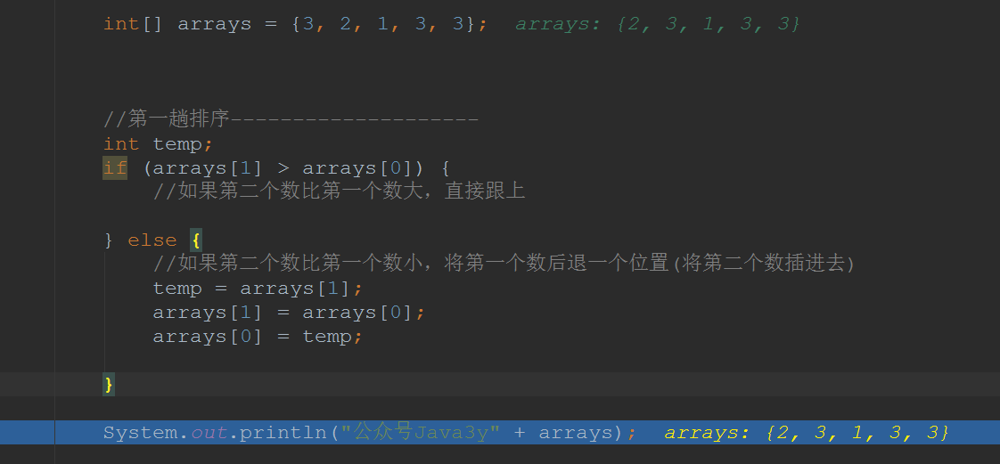 int[] arrays = {3, 2, 1, 3, 3};  arrays: {2, 3, 1, 3, 3}
//第一趟排序--------------------
int temp;
if (arrays[1] > arrays[0]) {
//如果第二个数比第一个数大，直接跟上
} else {
//如果第二个数比第一个数小，将第一个数后退一个位置(将第二个数插进去)
temp = arrays[1];
arrays[1] = arrays[0];
arrays[0] = temp;
}
System.out.println("公众号Java3y" + arrays);  arrays: {2, 3, 1, 3, 3}